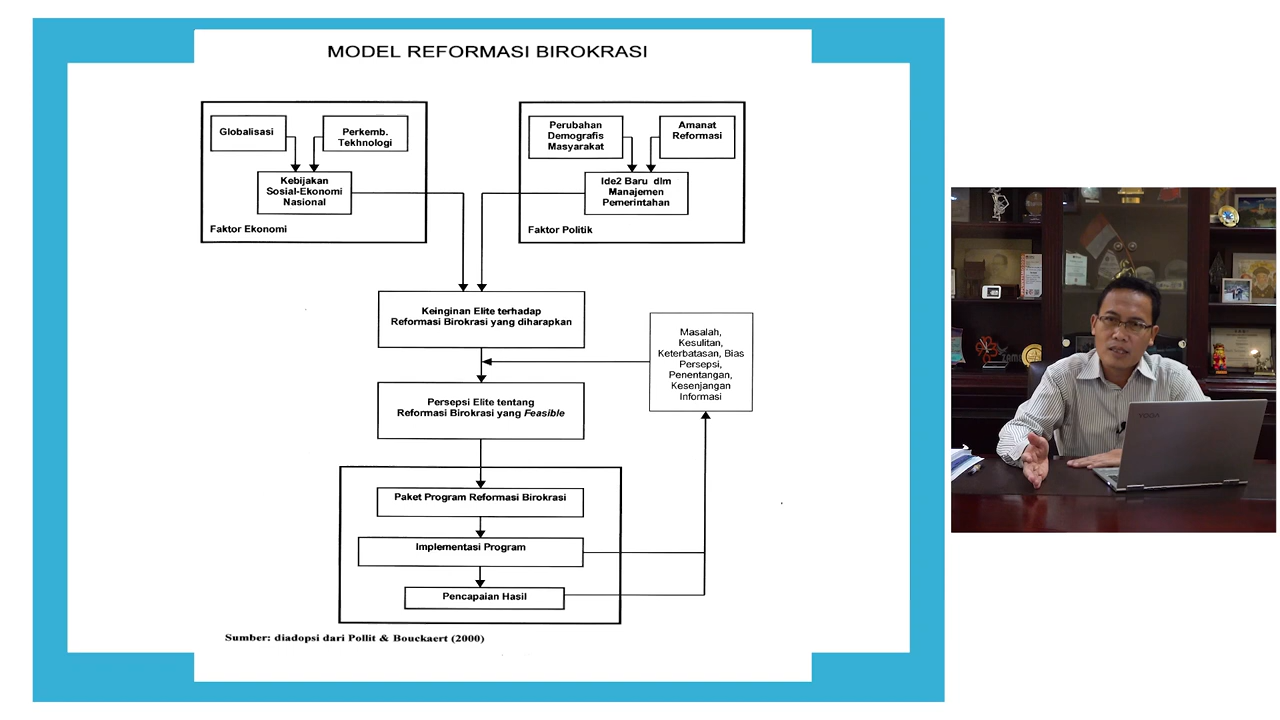 MODEL REFORMASI BIROKRASI
Globalisasi
Perkemb.
Tekhnologi
Kebijakan
Sosial-Ekonomi
Nasional
Faktor Ekonomi
Perubahan
Demografis
Masyarakat
Amanat
Reformasi
Ide2 Baru dlm
Manajemen
Pemerintahan
Faktor Politik
Keinginan Elite terhadap
Reformasi Birokrasi yang diharapkan
Masalah,
Kesulitan,
Keterbatasan, Bias
Persepsi,
Penentangan,
Kesenjangan
Informasi
Persepsi Elite tentang
Reformasi Birokrasi yang Feasible
Paket Program Reformasi Birokrasi
Implementasi Program
Pencapaian Hasil
Sumber: diadopsi dari Pollit & Bouckaert (2000)
YOGA